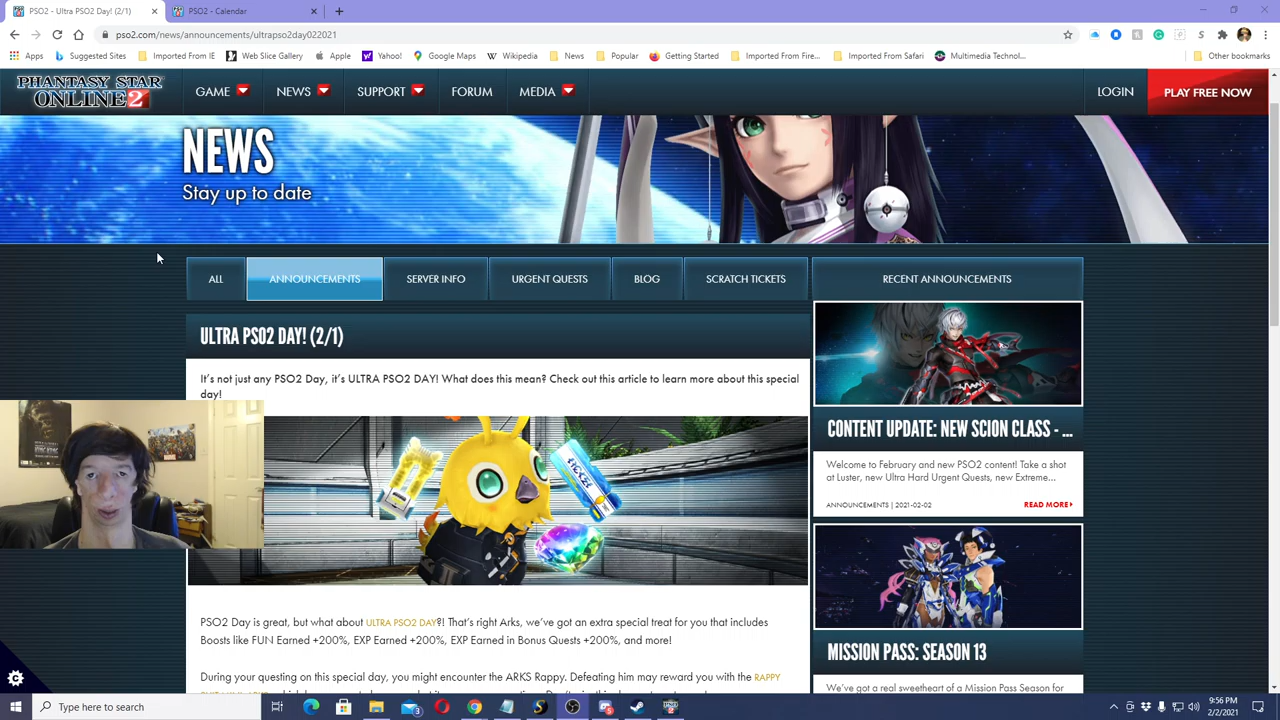 PSO2 - Ultra PSO2 Day! (2/1)
PSO2 - Calendar
pso2.com/news/announcements/ultrapso2day022021
Apps
Suggested Sites
Imported From IE
Web Slice Gallery
Apple
Yahoo!
Google Maps
Wikipedia
News
Popular
Getting Started
Imported From Fire...
Imported From Safari
Multimedia Technol...
Other bookmarks
PHANTASY STAR
ONLINE 2
GAME
NEWS
SUPPORT
FORUM
MEDIA
LOGIN
PLAY FREE NOW
NEWS
Stay up to date
ALL
ANNOUNCEMENTS
SERVER INFO
URGENT QUESTS
BLOG
SCRATCH TICKETS
RECENT ANNOUNCEMENTS
ULTRA PSO2 DAY! (2/1)
It's not just any PSO2 Day, it's ULTRA PSO2 DAY! What does this mean? Check out this article to learn more about this special
day!
PSO2 Day is great, but what about ULTRA PSO2 DAY?! That's right Arks, we've got an extra special treat for you that includes
Boosts like FUN Earned +200%, EXP Earned +200%, EXP Earned in Bonus Quests +200%, and more!
During your questing on this special day, you might encounter the ARKS Rappy. Defeating him may reward you with the RAPPY
CONTENT UPDATE: NEW SCION CLASS - ...
Welcome to February and new PSO2 content! Take a shot
at Luster, new Ultra Hard Urgent Quests, new Extreme...
ANNOUNCEMENTS | 2021-02-02
READ MORE
MISSION PASS: SEASON 13
We've got a real sweetheart of a Mission Pass Season for
Type here to search
9:56 PM
2/2/2021